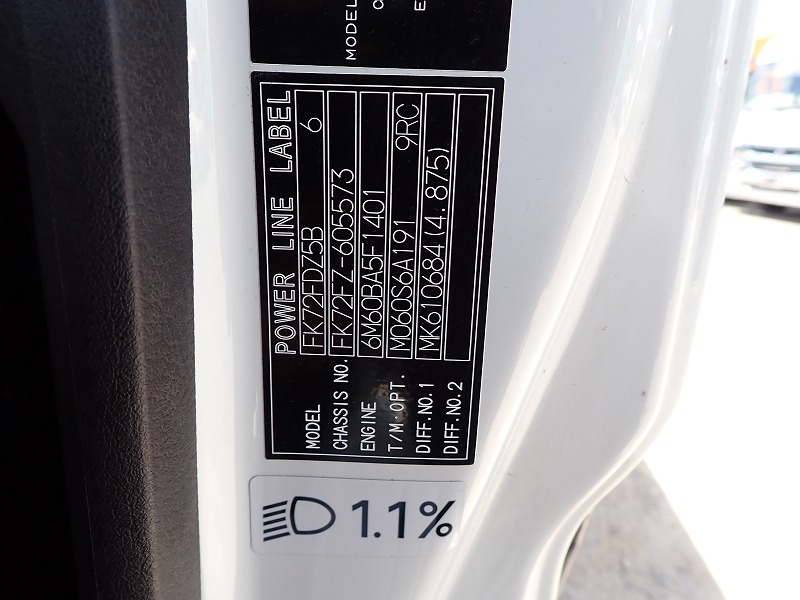 MODEL
POWER LINE LABEL
MODEL FK72FDZ5B 6
CHASSIS NO. FK72FZ-605573
ENGINE 6M60BA5F1401
T/M·OPT. M060S6A191 9RC
DIFF.NO.1 MK610684(4.875)
DIFF.NO.2
1.1%